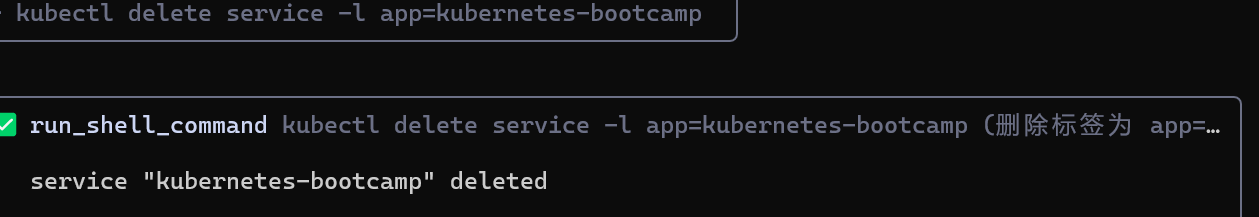 kubectl delete service -l app=kubernetes-bootcamp
run_shell_command kubectl delete service -l app=kubernetes-bootcamp (删除标签为 app=…
service "kubernetes-bootcamp" deleted